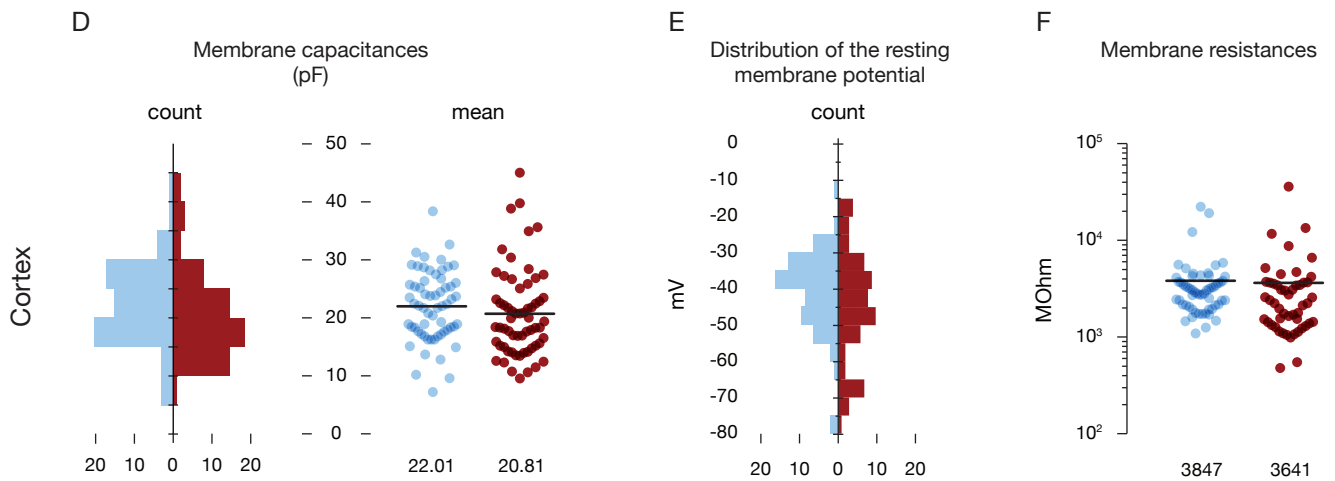 D
Membrane capacitances
(pF)
count
mean
Cortex
50
40
30
20
10
0
20 10 0 10 20
22.01 20.81
E
Distribution of the resting
membrane potential
count
mV
0
-10
-20
-30
-40
-50
-60
-70
-80
20 10 0 10 20
F
Membrane resistances
MOhm
10⁵
10⁴
10³
10²
3847 3641